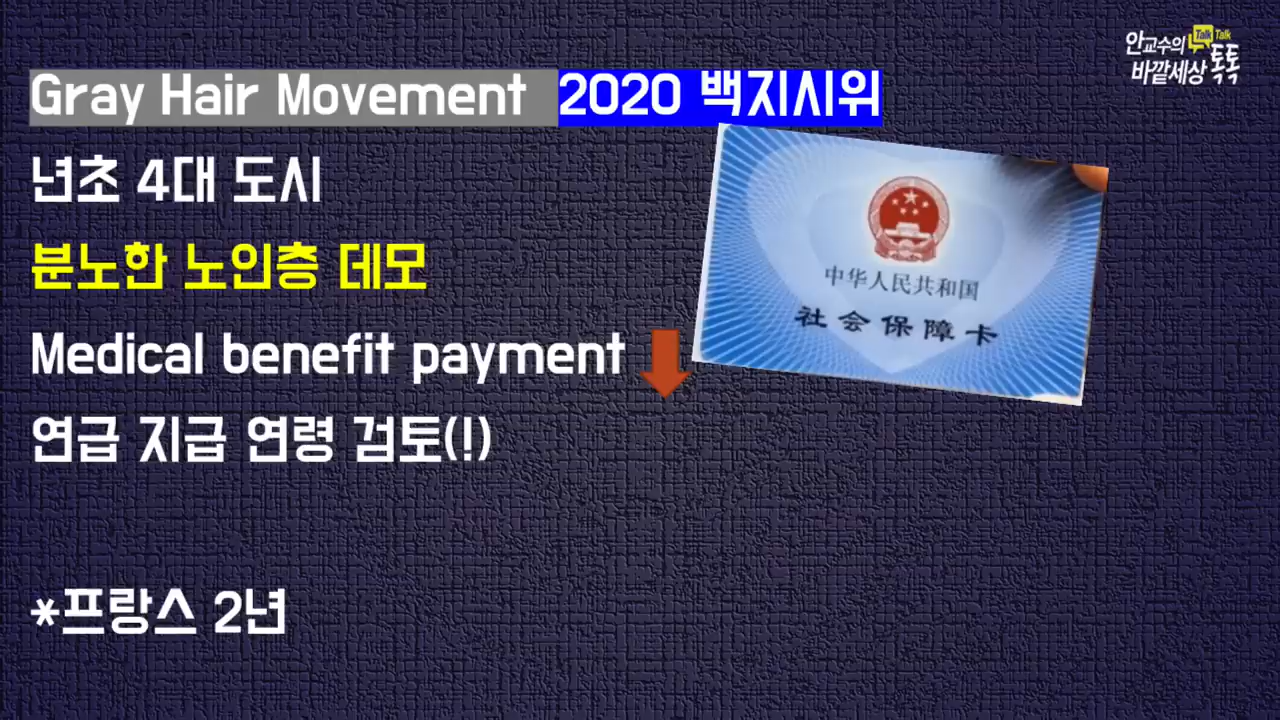 안교수의 Talk Talk
바깥세상 톡톡
Gray Hair Movement 2020 백지시위
년초 4대 도시
분노한 노인층 데모
Medical benefit payment
연급 지급 연령 검토(!)
*프랑스 2년
中华人民共和国
社会保障卡